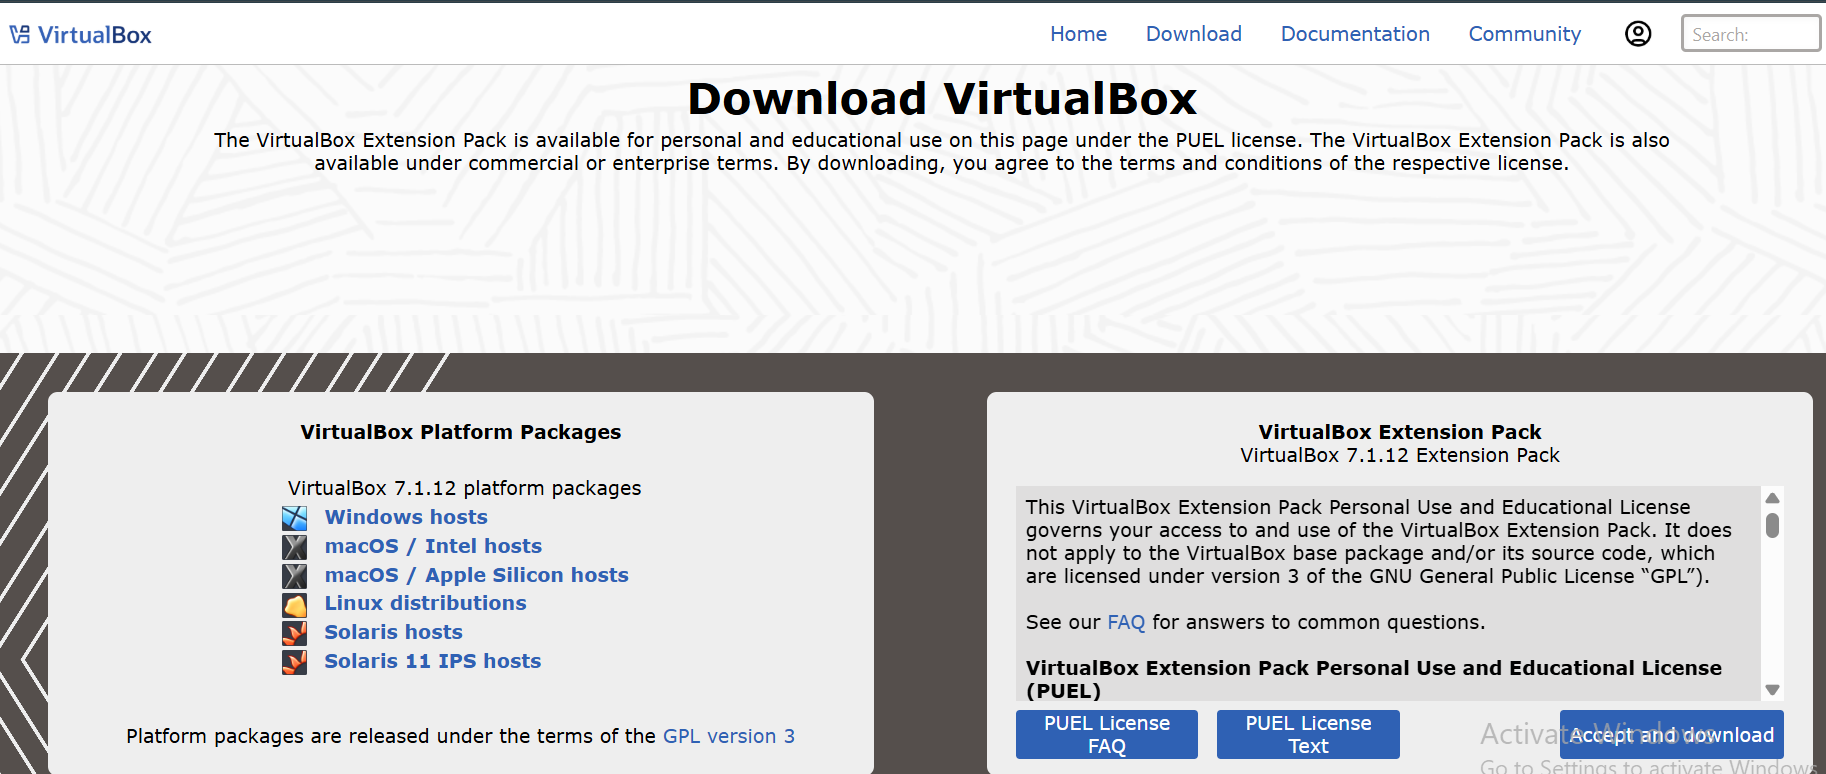 VirtualBox
Home Download Documentation Community Search:
Download VirtualBox
The VirtualBox Extension Pack is available for personal and educational use on this page under the PUEL license. The VirtualBox Extension Pack is also
available under commercial or enterprise terms. By downloading, you agree to the terms and conditions of the respective license.
VirtualBox Platform Packages
VirtualBox 7.1.12 platform packages
Windows hosts
macOS / Intel hosts
macOS / Apple Silicon hosts
Linux distributions
Solaris hosts
Solaris 11 IPS hosts
Platform packages are released under the terms of the GPL version 3
VirtualBox Extension Pack
VirtualBox 7.1.12 Extension Pack
This VirtualBox Extension Pack Personal Use and Educational License
governs your access to and use of the VirtualBox Extension Pack. It does
not apply to the VirtualBox base package and/or its source code, which
are licensed under version 3 of the GNU General Public License “GPL”).
See our FAQ for answers to common questions.
VirtualBox Extension Pack Personal Use and Educational License
(PUEL)
PUEL License
FAQ
PUEL License
Text
Accept and download
Activate Windows
Go to Settings to activate Windows.